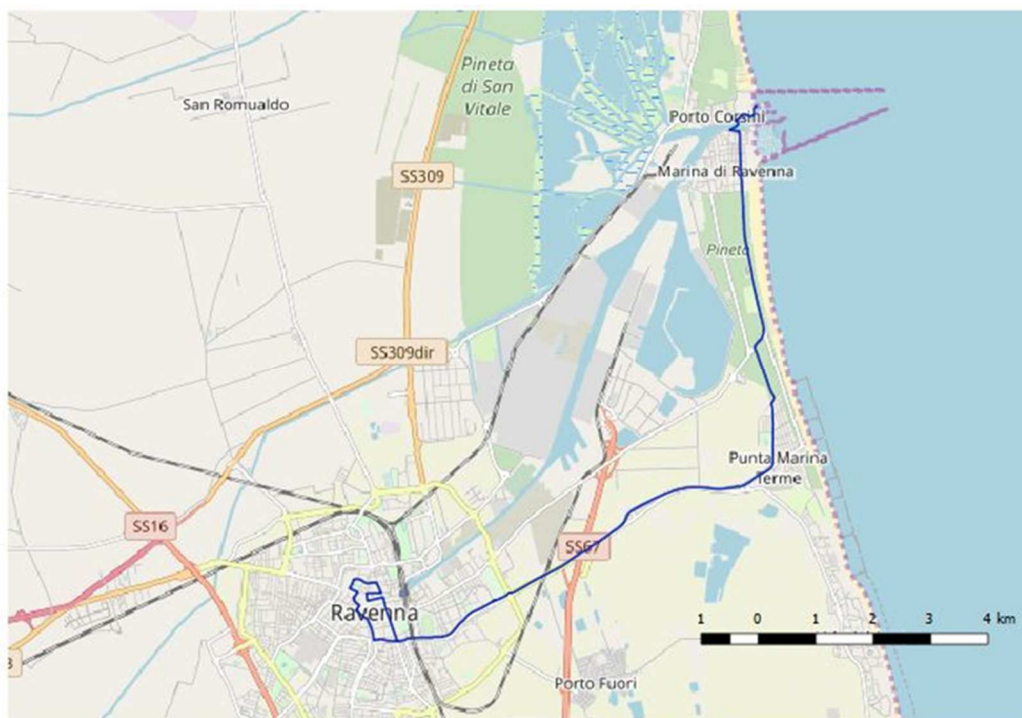 Pineta
di San
Vitale
San Romualdo
Porto Corsini
SS309
Marina di Ravenna
Pineta
SS309dir
Punta Marina
Terme
SS16
SS67
Ravenna
1 0 1 2 3 4 km
3
Porto Fuori